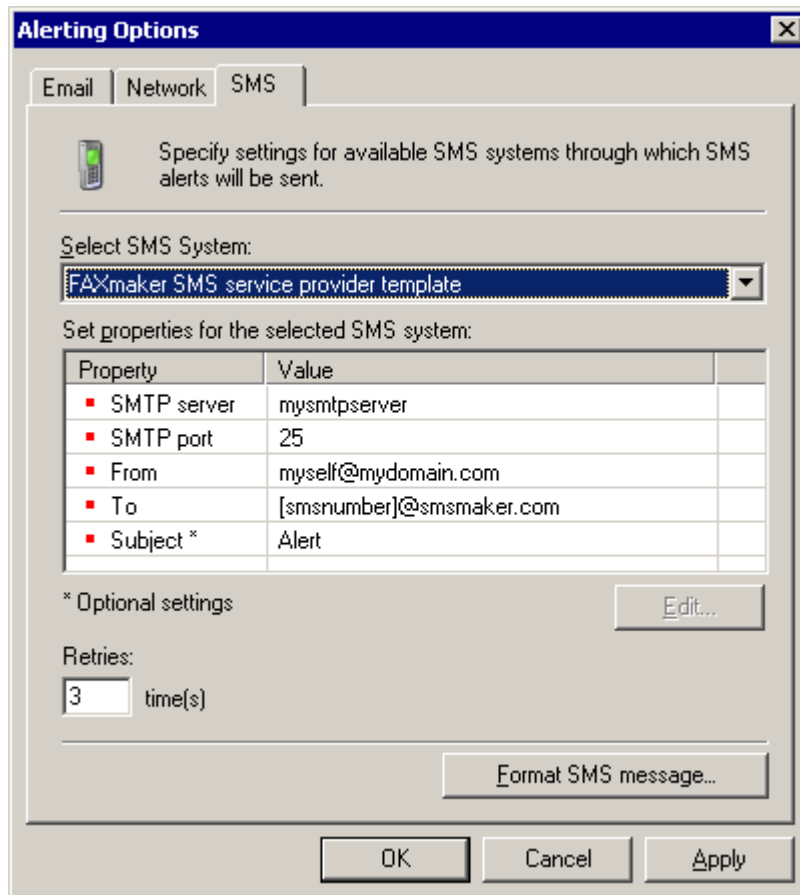 Alerting Options
Email Network SMS
Specify settings for available SMS systems through which SMS
alerts will be sent.
Select SMS System:
FAXmaker SMS service provider template
Set properties for the selected SMS system:
Property Value
SMTP server mysmtpserver
SMTP port 25
From myself@mydomain.com
To [smsnumber]@smsmaker.com
Subject * Alert
* Optional settings Edit...
Retries:
3 time(s)
Format SMS message...
OK Cancel Apply